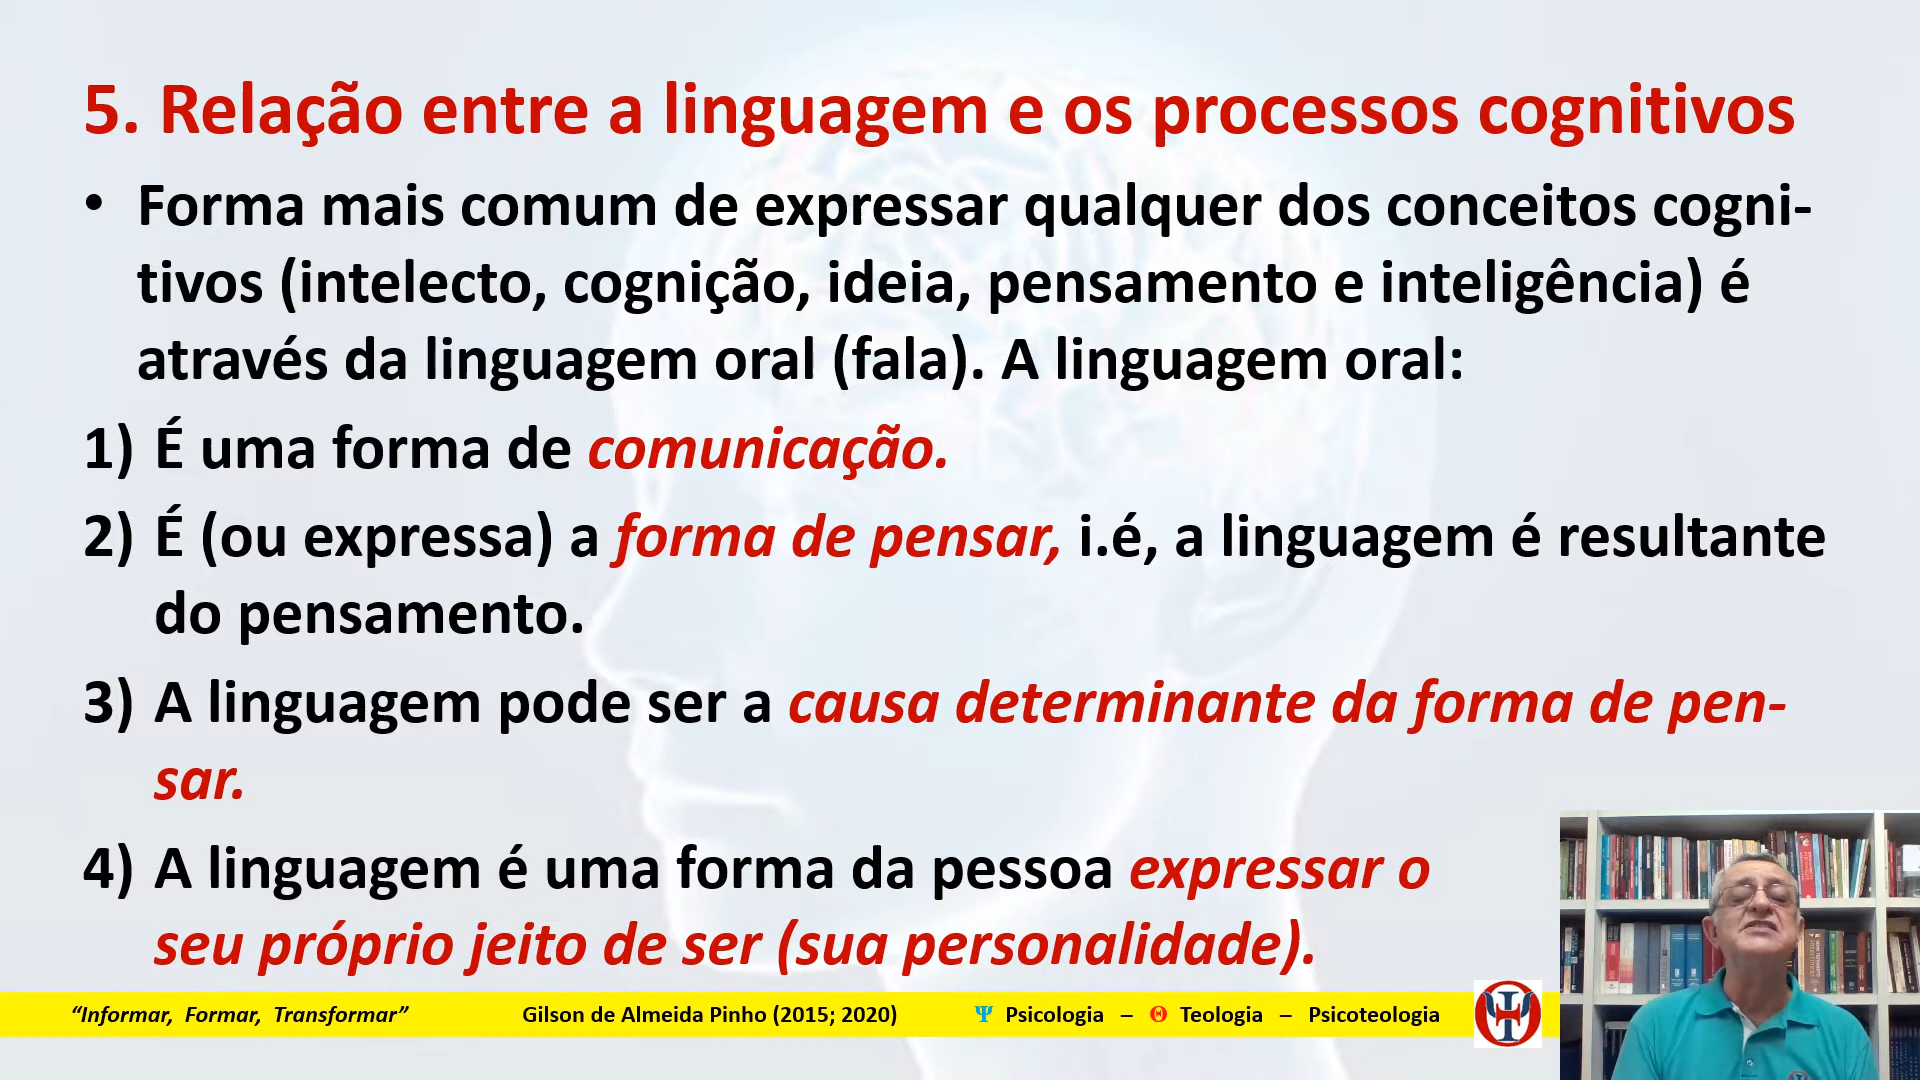 5. Relação entre a linguagem e os processos cognitivos
• Forma mais comum de expressar qualquer dos conceitos cogni-
tivos (intelecto, cognição, ideia, pensamento e inteligência) é
através da linguagem oral (fala). A linguagem oral:
1) É uma forma de comunicação.
2) É (ou expressa) a forma de pensar, i.é, a linguagem é resultante
do pensamento.
3) A linguagem pode ser a causa determinante da forma de pen-
sar.
4) A linguagem é uma forma da pessoa expressar o
seu próprio jeito de ser (sua personalidade).
“Informar, Formar, Transformar” Gilson de Almeida Pinho (2015; 2020) Ψ Psicologia – Θ Teologia – Psicoteologia